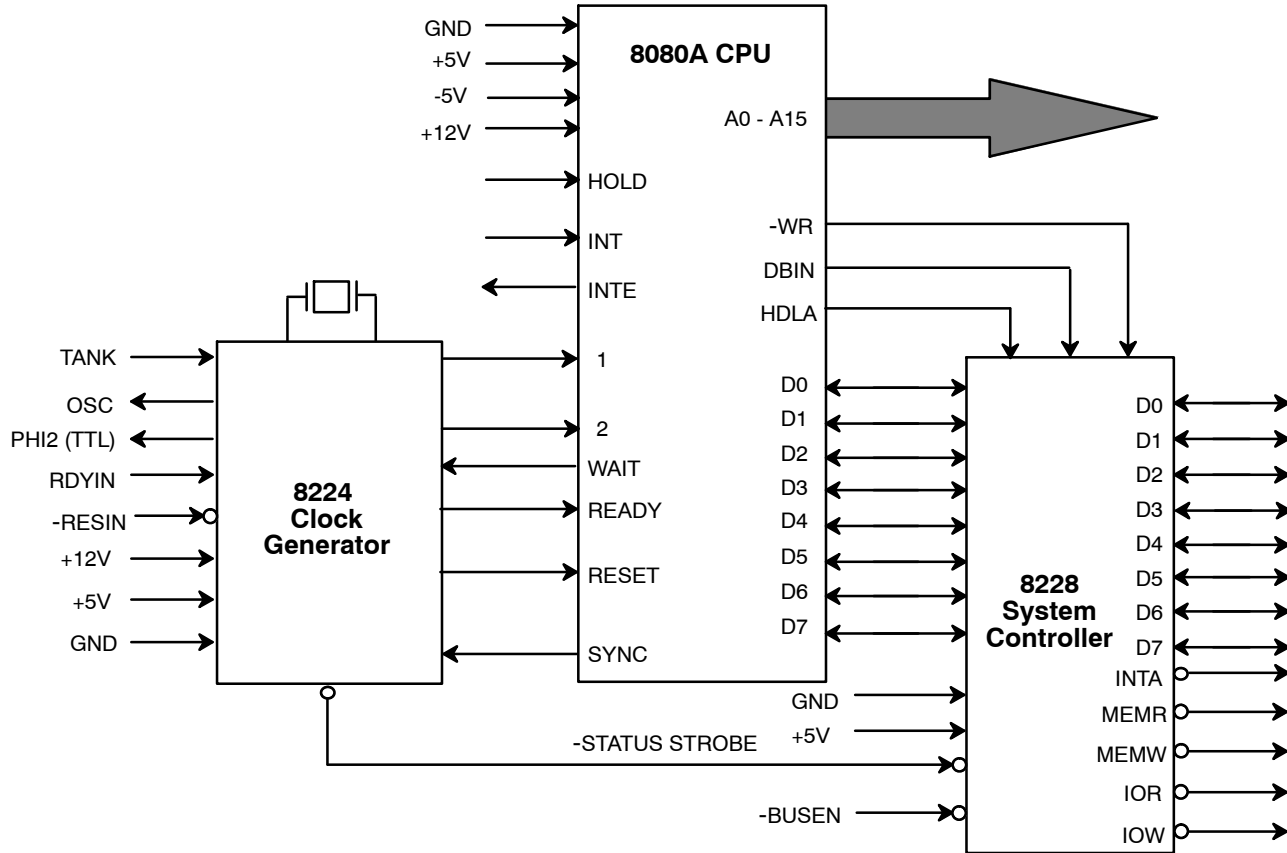 GND
+5V
-5V
+12V
8080A CPU
A0 - A15
HOLD
INT
INTE
-WR
DBIN
HDLA
1
2
WAIT
READY
RESET
SYNC
D0
D1
D2
D3
D4
D5
D6
D7
TANK
OSC
PHI2 (TTL)
RDYIN
-RESIN
+12V
+5V
GND
8224
Clock
Generator
GND
+5V
-STATUS STROBE
-BUSEN
8228
System
Controller
D0
D1
D2
D3
D4
D5
D6
D7
INTA
MEMR
MEMW
IOR
IOW